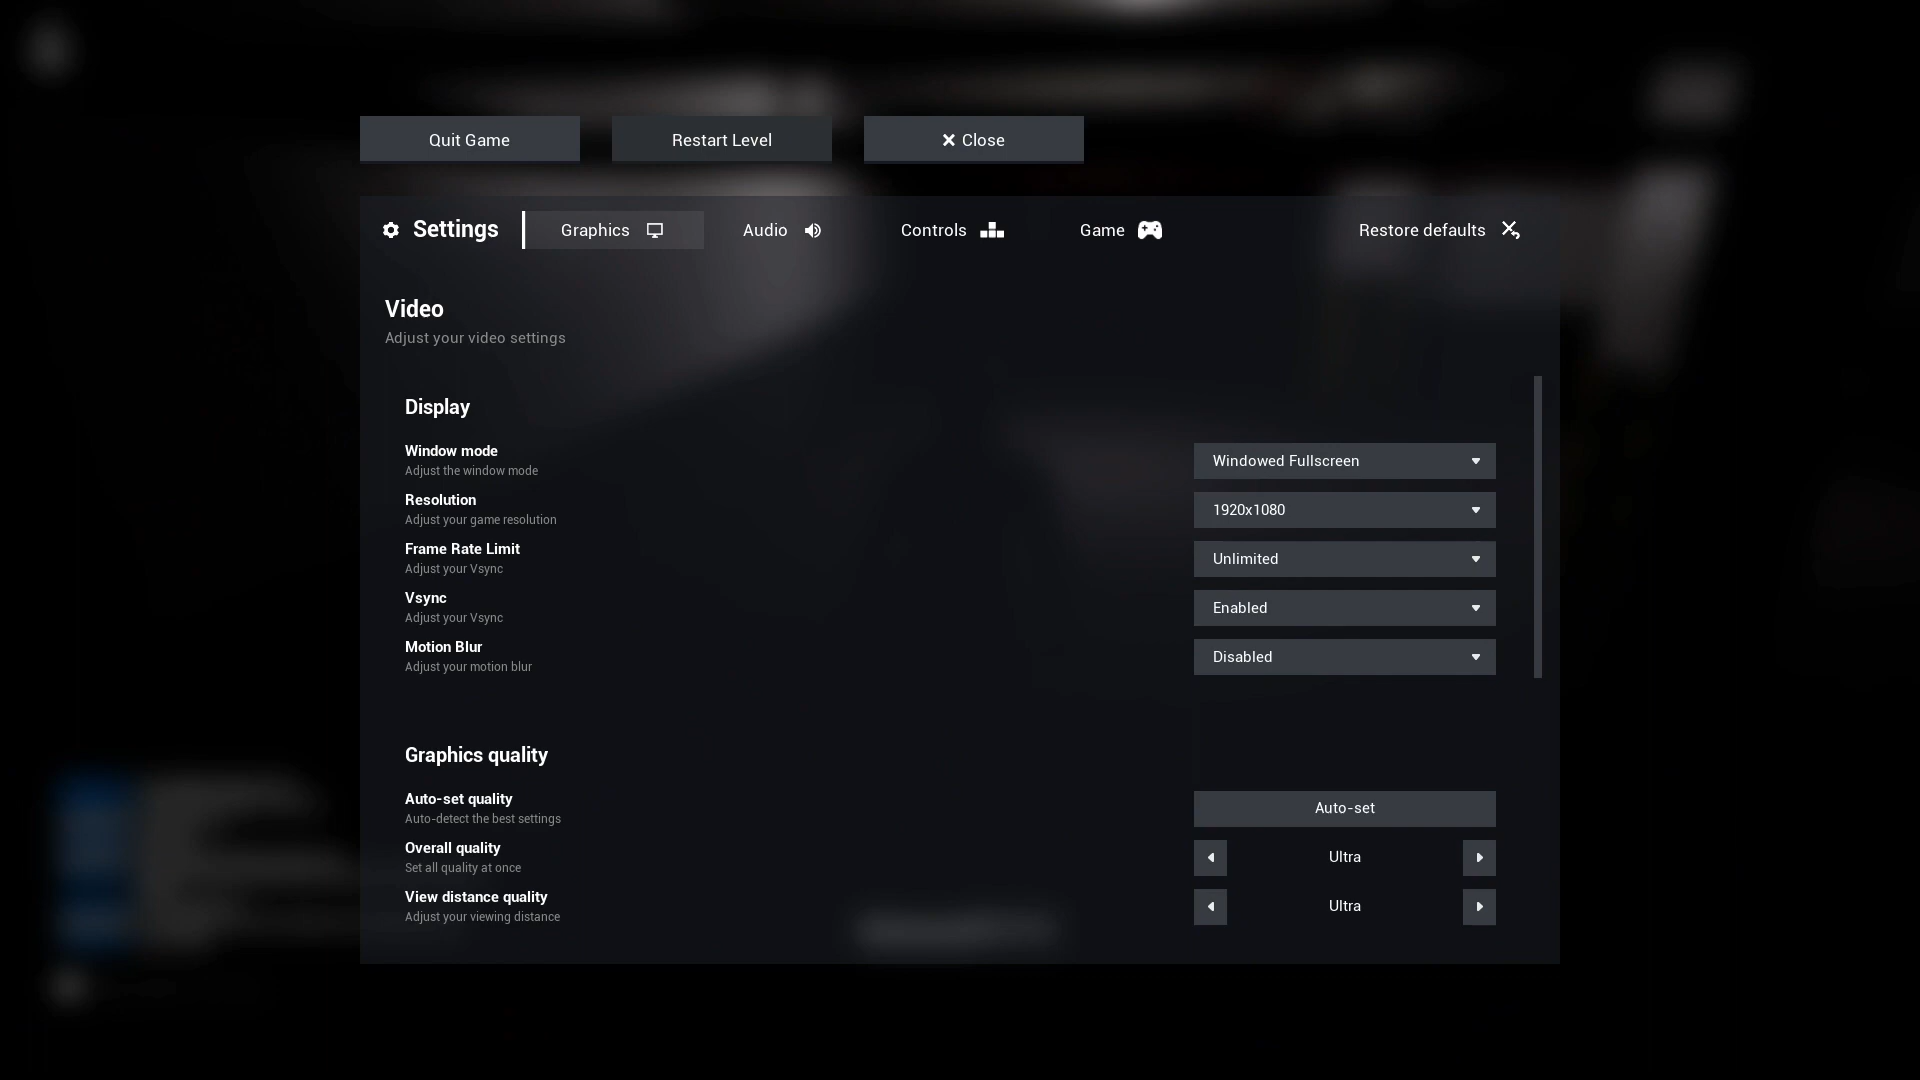 Quit Game
Restart Level
Close
Settings
Graphics
Audio
Controls
Game
Restore defaults
Video
Adjust your video settings
Display
Window mode
Adjust the window mode
Windowed Fullscreen
Resolution
Adjust your game resolution
1920x1080
Frame Rate Limit
Adjust your Vsync
Unlimited
Vsync
Adjust your Vsync
Enabled
Motion Blur
Adjust your motion blur
Disabled
Graphics quality
Auto-set quality
Auto-detect the best settings
Auto-set
Overall quality
Set all quality at once
Ultra
View distance quality
Adjust your viewing distance
Ultra